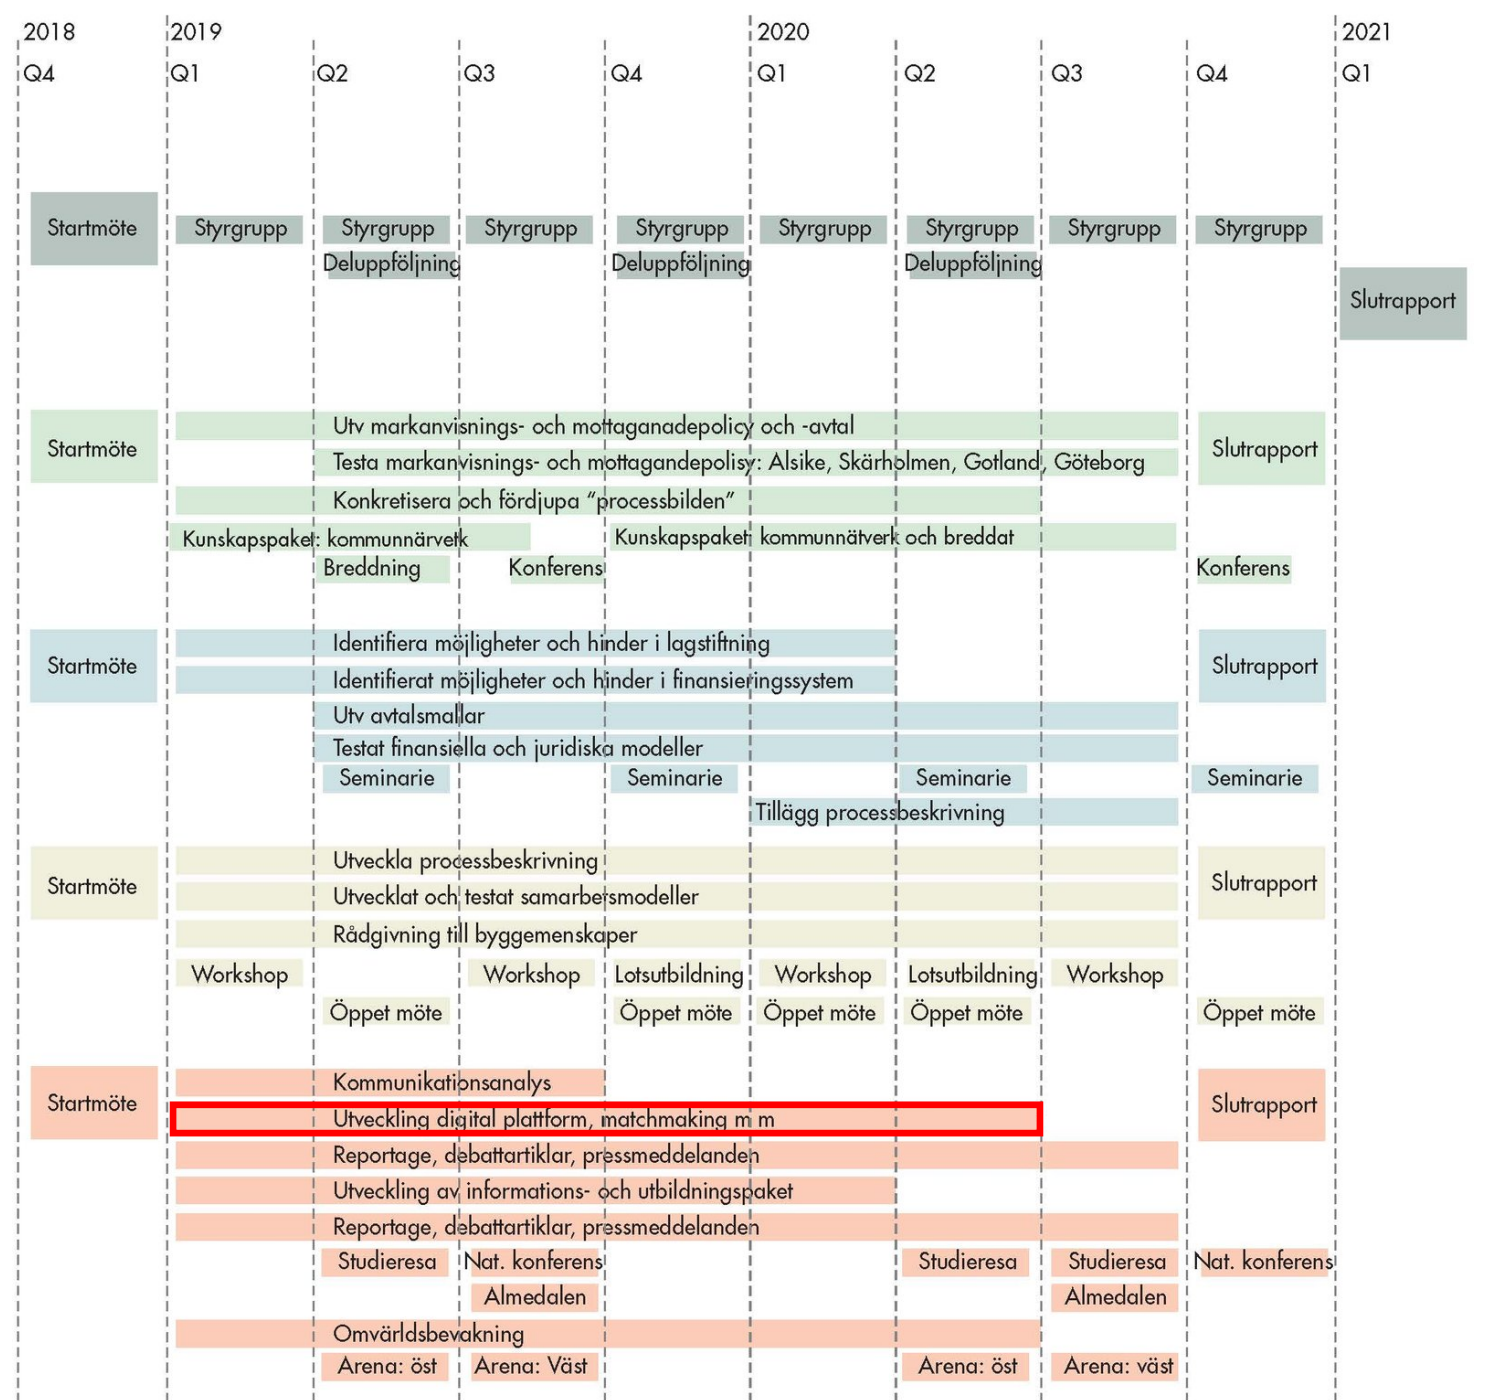 2018 2019 2020 2021
Q4 Q1 Q2 Q3 Q4 Q1 Q2 Q3 Q4 Q1
Startmöte Styrgrupp Styrgrupp Styrgrupp Styrgrupp Styrgrupp Styrgrupp Styrgrupp Styrgrupp
Deluppföljning Deluppföljning Deluppföljning
Slutrapport
Utv markanvisnings- och mottaganadepolicy och -avtal
Startmöte Slutrapport
Testa markanvisnings- och mottagandepolisy: Alsike, Skärholmen, Gotland, Göteborg
Konkretisera och fördjupa “processbilden”
Kunskapspaket: kommunnärvetk Kunskapspaket: kommunnätverk och breddat
Breddning Konferens Konferens
Identifiera möjligheter och hinder i lagstiftning
Startmöte Slutrapport
Identifierat möjligheter och hinder i finansieringssystem
Utv avtalsmallar
Testat finansiella och juridiska modeller
Seminarie Seminarie Seminarie Seminarie
Tillägg processbeskrivning
Utveckla processbeskrivning
Startmöte Slutrapport
Utvecklat och testat samarbetsmodeller
Rådgivning till byggemenskaper
Workshop Workshop Lotsutbildning Workshop Lotsutbildning Workshop
Öppet möte Öppet möte Öppet möte Öppet möte Öppet möte
Kommunikationsanalys
Startmöte Slutrapport
Utveckling digital plattform, matchmaking m m
Reportage, debattartiklar, pressmeddelanden
Utveckling av informations- och utbildningspaket
Reportage, debattartiklar, pressmeddelanden
Studieresa Nat. konferens Studieresa Studieresa Nat. konferens
Almedalen Almedalen
Omvärldsbevakning
Arena: öst Arena: Väst Arena: öst Arena: väst